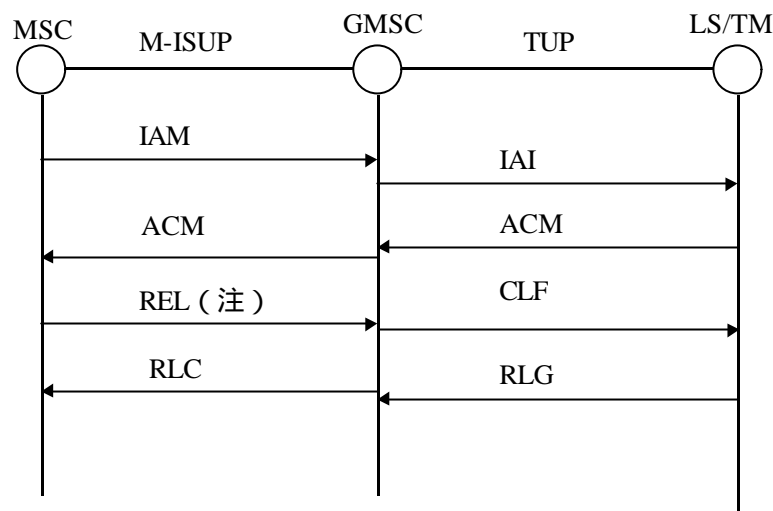 MSC M-ISUP GMSC TUP LS/TM
IAM
IAI
ACM ACM
REL（注） CLF
RLC RLG